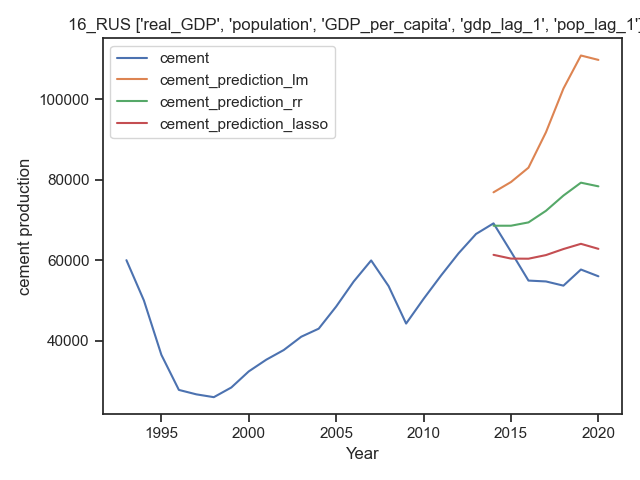 16_RUS ['real_GDP', 'population', 'GDP_per_capita', 'gdp_lag_1', 'pop_lag_1']
cement
cement_prediction_lm
cement_prediction_rr
cement_prediction_lasso
cement production
100000
80000
60000
40000
1995 2000 2005 2010 2015 2020
Year